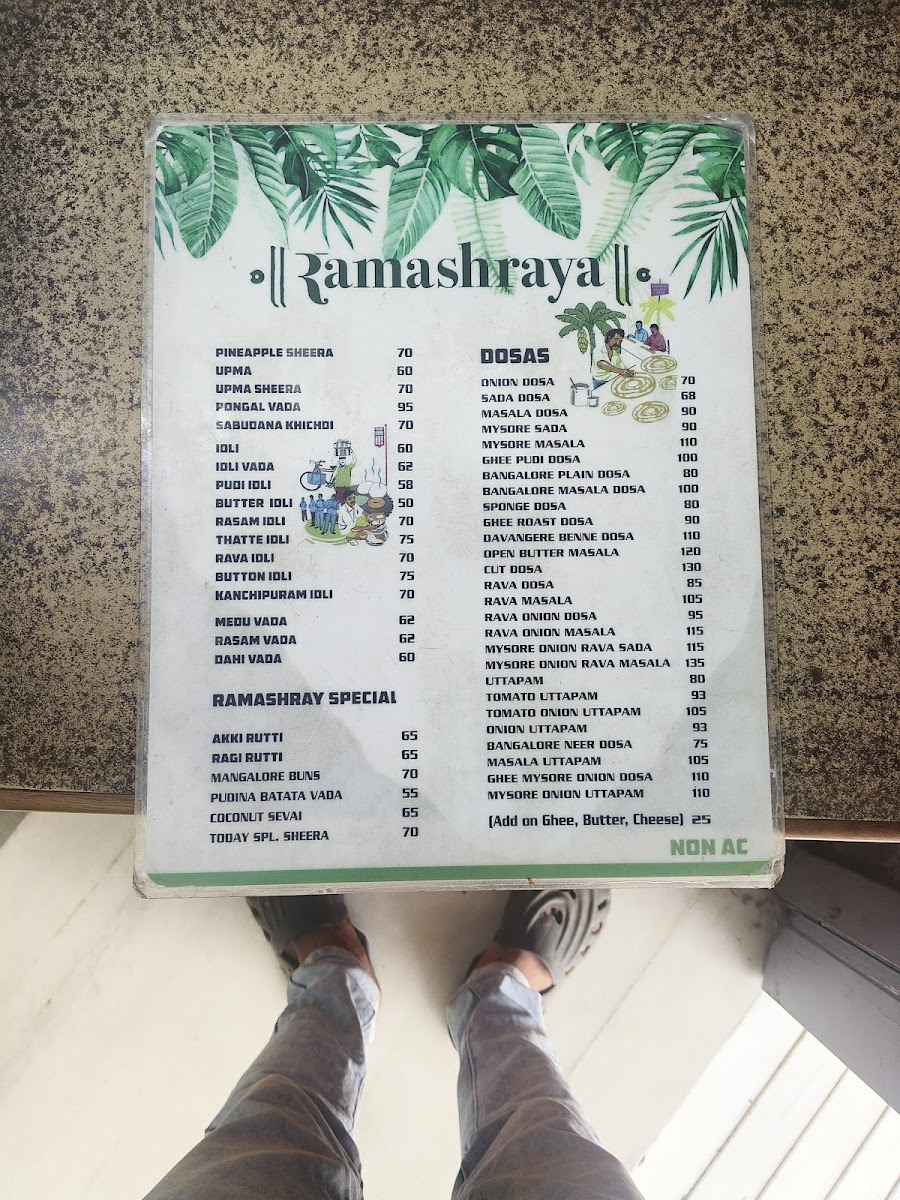 Ramashraya
PINEAPPLE SHEERA 70
UPMA 60
UPMA SHEERA 70
PONGAL VADA 95
SABUDANA KHICHDI 70
IDLI 60
IDLI VADA 62
PUDI IDLI 58
BUTTER IDLI 50
RASAM IDLI 70
THATTE IDLI 75
RAVA IDLI 70
BUTTON IDLI 75
KANCHIPURAM IDLI 70
MEDU VADA 62
RASAM VADA 62
DAHI VADA 60
RAMASHRAY SPECIAL
AKKI RUTTI 65
RAGI RUTTI 65
MANGALORE BUNS 70
PUDINA BATATA VADA 55
COCONUT SEVAI 65
TODAY SPL. SHEERA 70
DOSAS
ONION DOSA 70
SADA DOSA 68
MASALA DOSA 90
MYSORE SADA 90
MYSORE MASALA 110
GHEE PUDI DOSA 100
BANGALORE PLAIN DOSA 80
BANGALORE MASALA DOSA 100
SPONGE DOSA 80
GHEE ROAST DOSA 90
DAVANGERE BENNE DOSA 110
OPEN BUTTER MASALA 120
CUT DOSA 130
RAVA DOSA 85
RAVA MASALA 105
RAVA ONION DOSA 95
RAVA ONION MASALA 115
MYSORE ONION RAVA SADA 115
MYSORE ONION RAVA MASALA 135
UTTAPAM 80
TOMATO UTTAPAM 93
TOMATO ONION UTTAPAM 105
ONION UTTAPAM 93
BANGALORE NEER DOSA 75
MASALA UTTAPAM 105
GHEE MYSORE ONION DOSA 110
MYSORE ONION UTTAPAM 110
(Add on Ghee, Butter, Cheese) 25
NON AC